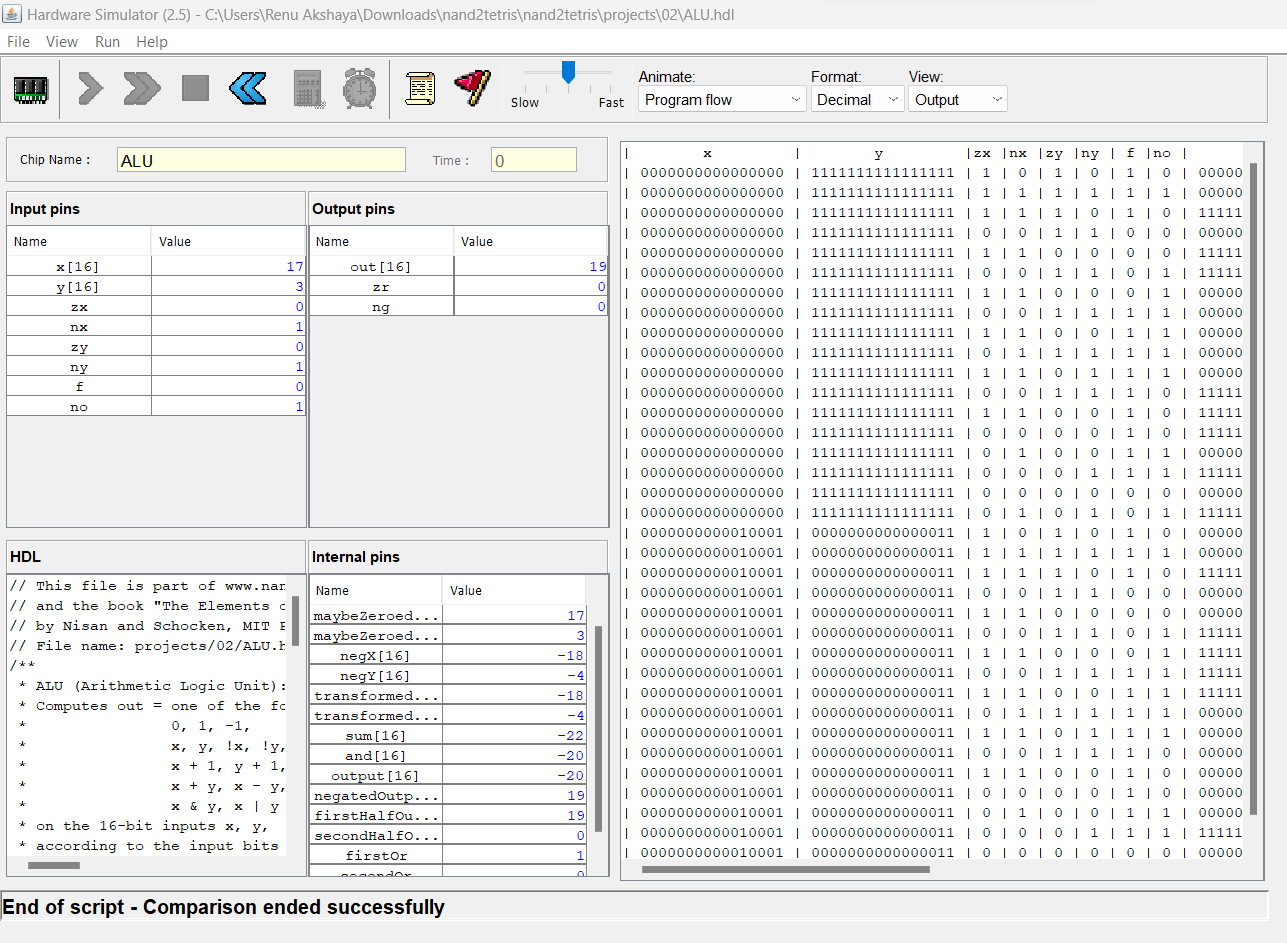 Hardware Simulator (2.5) - C:\Users\Renu Akshaya\Downloads\nand2tetris\nand2tetris\projects\02\ALU.hdl
File View Run Help
Slow Fast
Animate: Format: View:
Program flow Decimal Output
Chip Name : ALU Time : 0
Input pins
Name Value
x[16] 17
y[16] 3
zx 0
nx 1
zy 0
ny 1
f 0
no 1
Output pins
Name Value
out[16] 19
zr 0
ng 0
HDL
// This file is part of www.nan
// and the book "The Elements o
// by Nisan and Schocken, MIT P
// File name: projects/02/ALU.h
/**
* ALU (Arithmetic Logic Unit):
* Computes out = one of the fo
* 0, 1, -1,
* x, y, !x, !y,
* x + 1, y + 1,
* x + y, x - y,
* x & y, x | y
* on the 16-bit inputs x, y,
* according to the input bits
Internal pins
Name Value
maybeZeroed... 17
maybeZeroed... 3
negX[16] -18
negY[16] -4
transformed... -18
transformed... -4
sum[16] -22
and[16] -20
output[16] -20
negatedOutp... 19
firstHalfOu... 19
secondHalfO... 0
firstOr 1
secondOr 0
| x | y |zx |nx |zy |ny | f |no |
| 0000000000000000 | 1111111111111111 | 1 | 0 | 1 | 0 | 1 | 0 | 00000
| 0000000000000000 | 1111111111111111 | 1 | 1 | 1 | 1 | 1 | 1 | 00000
| 0000000000000000 | 1111111111111111 | 1 | 1 | 1 | 0 | 1 | 0 | 11111
| 0000000000000000 | 1111111111111111 | 0 | 0 | 1 | 1 | 0 | 0 | 00000
| 0000000000000000 | 1111111111111111 | 1 | 1 | 0 | 0 | 0 | 0 | 11111
| 0000000000000000 | 1111111111111111 | 0 | 0 | 1 | 1 | 0 | 1 | 11111
| 0000000000000000 | 1111111111111111 | 1 | 1 | 0 | 0 | 0 | 1 | 00000
| 0000000000000000 | 1111111111111111 | 0 | 0 | 1 | 1 | 1 | 1 | 00000
| 0000000000000000 | 1111111111111111 | 1 | 1 | 0 | 0 | 1 | 1 | 00000
| 0000000000000000 | 1111111111111111 | 0 | 1 | 1 | 1 | 1 | 1 | 00000
| 0000000000000000 | 1111111111111111 | 1 | 1 | 0 | 1 | 1 | 1 | 00000
| 0000000000000000 | 1111111111111111 | 0 | 0 | 1 | 1 | 1 | 0 | 11111
| 0000000000000000 | 1111111111111111 | 1 | 1 | 0 | 0 | 1 | 0 | 11111
| 0000000000000000 | 1111111111111111 | 0 | 0 | 0 | 0 | 1 | 0 | 11111
| 0000000000000000 | 1111111111111111 | 0 | 1 | 0 | 0 | 1 | 1 | 00000
| 0000000000000000 | 1111111111111111 | 0 | 0 | 0 | 1 | 1 | 1 | 11111
| 0000000000000000 | 1111111111111111 | 0 | 0 | 0 | 0 | 0 | 0 | 00000
| 0000000000000000 | 1111111111111111 | 0 | 1 | 0 | 1 | 0 | 1 | 11111
| 0000000000010001 | 0000000000000011 | 1 | 0 | 1 | 0 | 1 | 0 | 00000
| 0000000000010001 | 0000000000000011 | 1 | 1 | 1 | 1 | 1 | 1 | 00000
| 0000000000010001 | 0000000000000011 | 1 | 1 | 1 | 0 | 1 | 0 | 11111
| 0000000000010001 | 0000000000000011 | 0 | 0 | 1 | 1 | 0 | 0 | 00000
| 0000000000010001 | 0000000000000011 | 1 | 1 | 0 | 0 | 0 | 0 | 00000
| 0000000000010001 | 0000000000000011 | 0 | 0 | 1 | 1 | 0 | 1 | 11111
| 0000000000010001 | 0000000000000011 | 1 | 1 | 0 | 0 | 0 | 1 | 11111
| 0000000000010001 | 0000000000000011 | 0 | 0 | 1 | 1 | 1 | 1 | 11111
| 0000000000010001 | 0000000000000011 | 1 | 1 | 0 | 0 | 1 | 1 | 11111
| 0000000000010001 | 0000000000000011 | 0 | 1 | 1 | 1 | 1 | 1 | 00000
| 0000000000010001 | 0000000000000011 | 1 | 1 | 0 | 1 | 1 | 1 | 00000
| 0000000000010001 | 0000000000000011 | 0 | 0 | 1 | 1 | 1 | 0 | 00000
| 0000000000010001 | 0000000000000011 | 1 | 1 | 0 | 0 | 1 | 0 | 00000
| 0000000000010001 | 0000000000000011 | 0 | 0 | 0 | 0 | 1 | 0 | 00000
| 0000000000010001 | 0000000000000011 | 0 | 1 | 0 | 0 | 1 | 1 | 00000
| 0000000000010001 | 0000000000000011 | 0 | 0 | 0 | 1 | 1 | 1 | 11111
| 0000000000010001 | 0000000000000011 | 0 | 0 | 0 | 0 | 0 | 0 | 00000
End of script - Comparison ended successfully